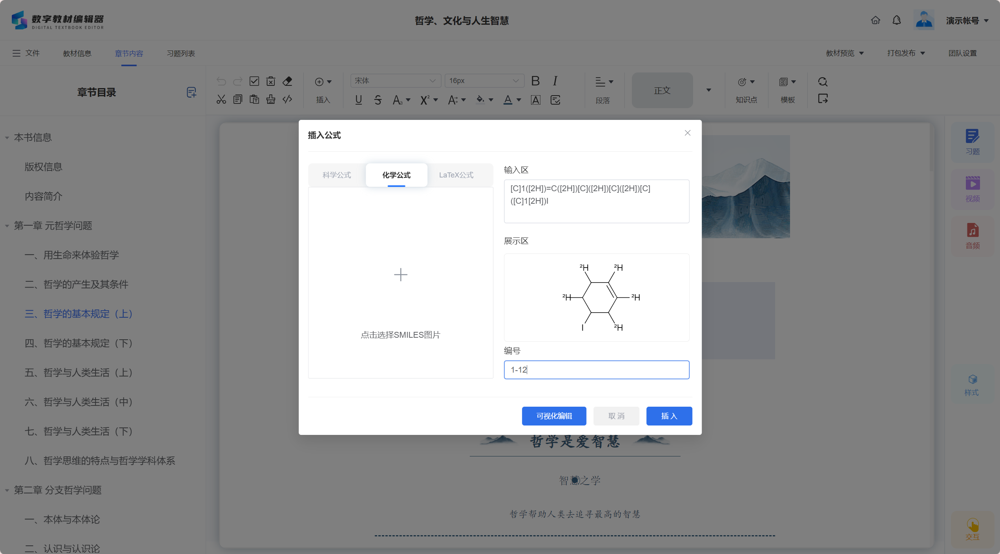 数字教材编辑器
DIGITAL TEXTBOOK EDITOR
哲学、文化与人生智慧
演示帐号
文件
教材信息
章节内容
习题列表
教材预览
打包发布
团队设置
章节目录
插入
宋体
16px
段落
正文
知识点
模板
本书信息
版权信息
内容简介
第一章 元哲学问题
一、用生命来体验哲学
二、哲学的产生及其条件
三、哲学的基本规定（上）
四、哲学的基本规定（下）
五、哲学与人类生活（上）
六、哲学与人类生活（中）
七、哲学与人类生活（下）
八、哲学思维的特点与哲学学科体系
第二章 分支哲学问题
一、本体与本体论
二、认识与认识论
插入公式
科学公式
化学公式
LaTeX公式
点击选择SMILES图片
输入区
[C]1([2H])=C([2H])[C]([2H])[C]([2H])[C]
([C]1[2H])I
展示区
²H
²H
²H
²H
I
²H
编号
1-12
可视化编辑
取 消
插 入
哲学是爱智慧
智慧之学
哲学帮助人类去追寻最高的智慧
习题
视频
音频
样式
交互